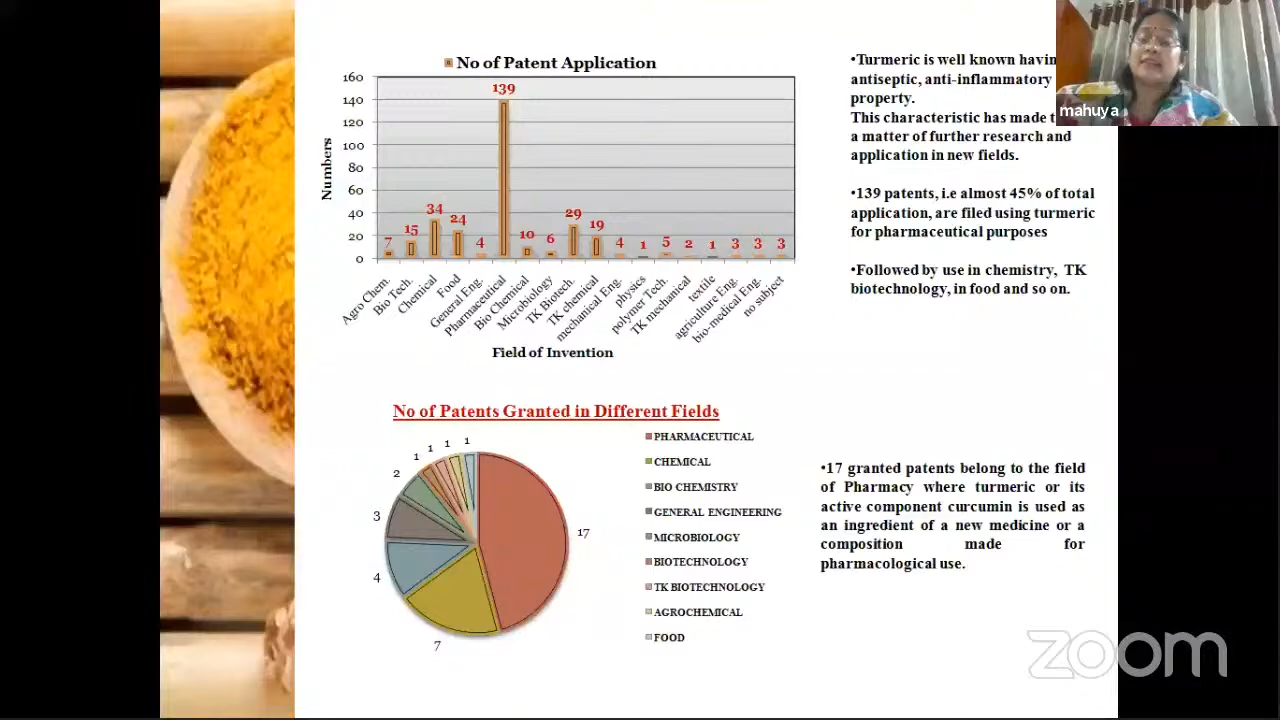 No of Patent Application
160
140
120
100
80
60
40
20
0
Numbers
7
15
34
24
4
139
10
6
29
19
4
1
5
2
1
3
3
3
Agro Chem.
Bio Tech.
Chemical
Food
General Eng.
Pharmaceutical
Bio Chemical
Microbiology
TK Biotech.
TK chemical
mechanical Eng.
physics
polymer Tech.
TK mechanical
textile
agriculture Eng.
bio-medical Eng.
no subject
Field of Invention
•Turmeric is well known
antiseptic, anti-inflammatory
property.
This characteristic has made
a matter of further research and
application in new fields.
•139 patents, i.e almost 45% of total
application, are filed using turmeric
for pharmaceutical purposes
•Followed by use in chemistry, TK
biotechnology, in food and so on.
mahuya
No of Patents Granted in Different Fields
17
7
4
3
2
1
1
1
1
PHARMACEUTICAL
CHEMICAL
BIO CHEMISTRY
GENERAL ENGINEERING
MICROBIOLOGY
BIOTECHNOLOGY
TK BIOTECHNOLOGY
AGROCHEMICAL
FOOD
•17 granted patents belong to the field
of Pharmacy where turmeric or its
active component curcumin is used as
an ingredient of a new medicine or a
composition made for
pharmacological use.
zoom